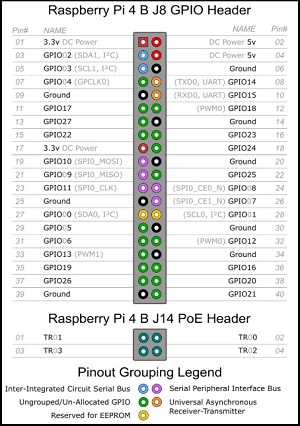 Raspberry Pi 4 B J8 GPIO Header
Pin# NAME NAME Pin#
01 3.3v DC Power DC Power 5v 02
03 GPIO02 (SDA1, I²C) DC Power 5v 04
05 GPIO03 (SCL1, I²C) Ground 06
07 GPIO04 (GPCLK0) (TXD0, UART) GPIO14 08
09 Ground (RXD0, UART) GPIO15 10
11 GPIO17 (PWM0) GPIO18 12
13 GPIO27 Ground 14
15 GPIO22 GPIO23 16
17 3.3v DC Power GPIO24 18
19 GPIO10 (SPI0_MOSI) Ground 20
21 GPIO09 (SPI0_MISO) GPIO25 22
23 GPIO11 (SPI0_CLK) (SPI0_CE0_N) GPIO08 24
25 Ground (SPI0_CE1_N) GPIO07 26
27 GPIO00 (SDA0, I²C) (SCL0, I²C) GPIO01 28
29 GPIO05 Ground 30
31 GPIO06 (PWM0) GPIO12 32
33 GPIO13 (PWM1) Ground 34
35 GPIO19 GPIO16 36
37 GPIO26 GPIO20 38
39 Ground GPIO21 40
Raspberry Pi 4 B J14 PoE Header
01 TR01 TR00 02
03 TR03 TR02 04
Pinout Grouping Legend
Inter-Integrated Circuit Serial Bus Serial Peripheral Interface Bus
Ungrouped/Un-Allocated GPIO Universal Asynchronous
Reserved for EEPROM Receiver-Transmitter